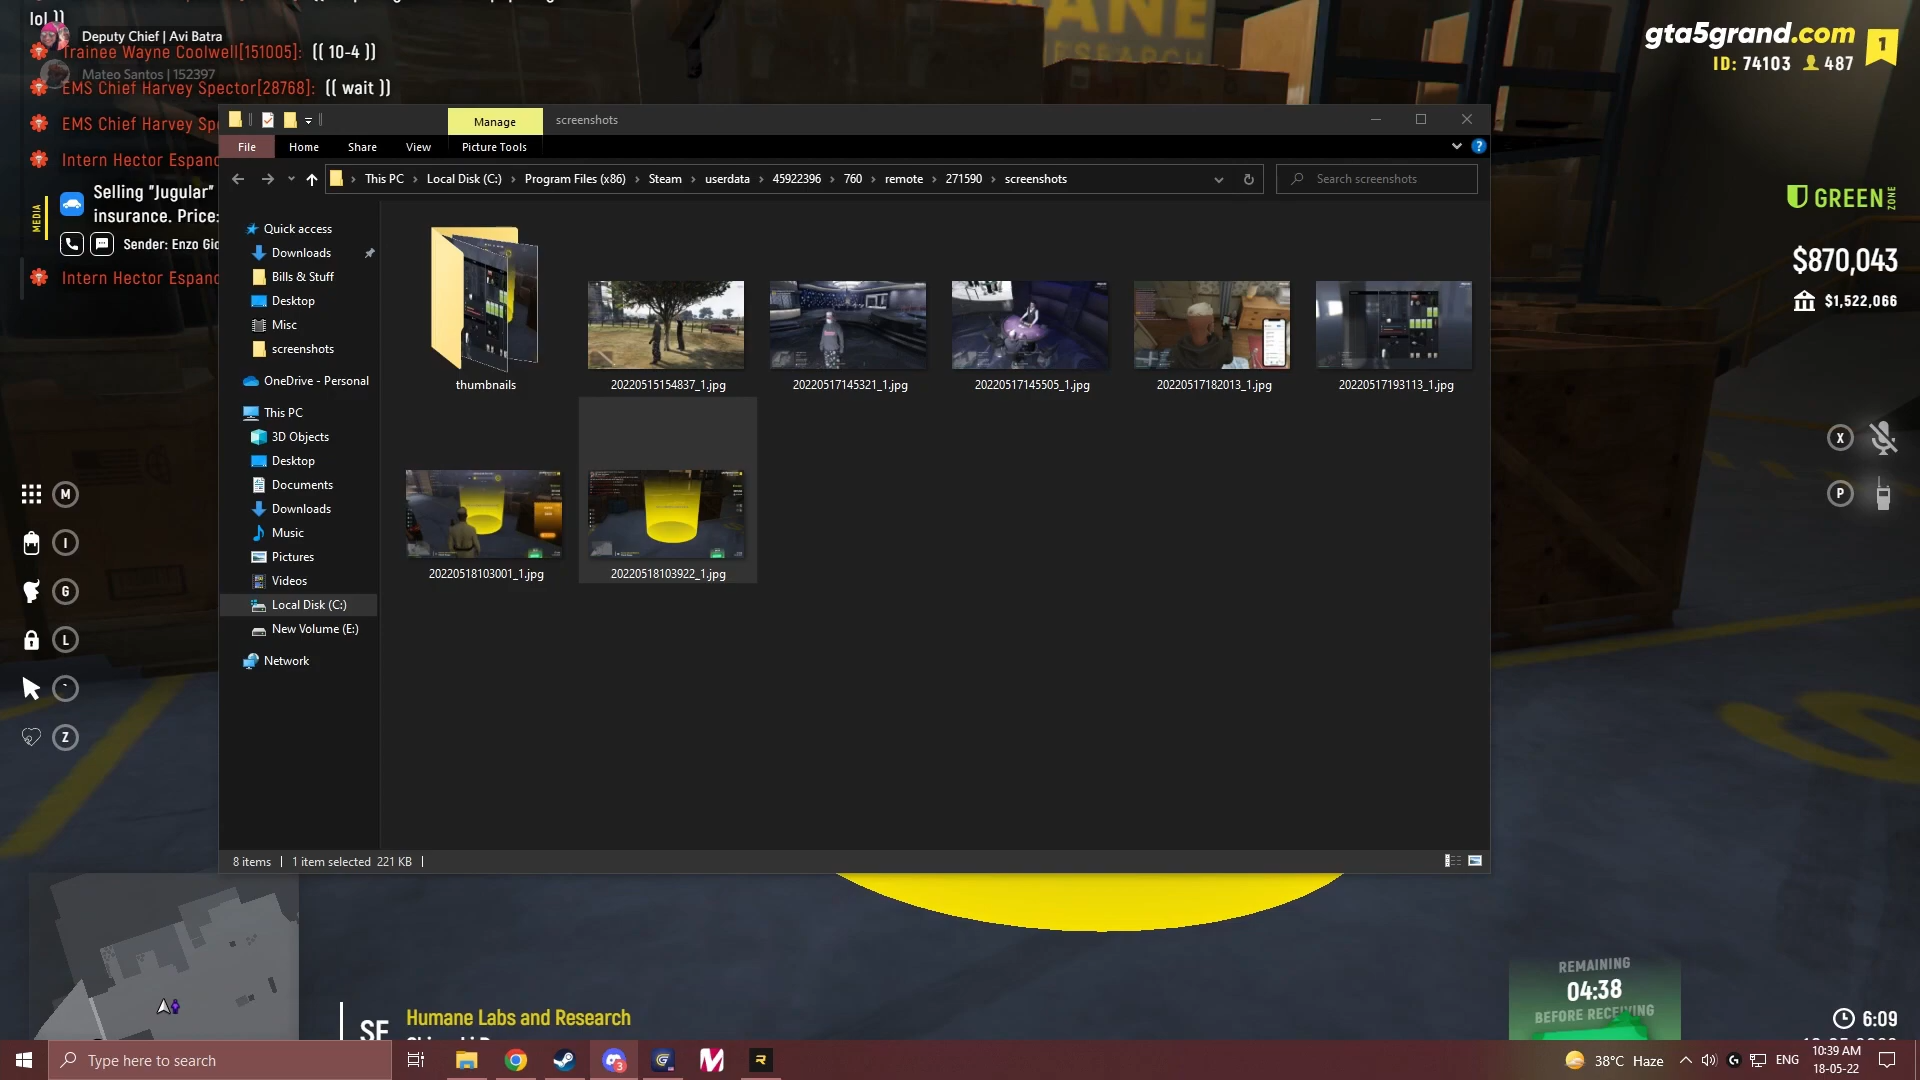 lol ))
Deputy Chief | Avi Batra
Trainee Wayne Coolwell[151005]: (( 10-4 ))
Mateo Santos | 152397
EMS Chief Harvey Spector[28768]: (( wait ))
EMS Chief Harvey Spe
Intern Hector Espand
MEDIA
Selling "Jugular"
insurance. Price:
Sender: Enzo Gio
Intern Hector Espand
gta5grand.com
1
ID: 74103 487
GREEN ZONE
$870,043
$1,522,066
X
P
M
I
G
L
Z
Manage
screenshots
File
Home
Share
View
Picture Tools
This PC
Local Disk (C:)
Program Files (x86)
Steam
userdata
45922396
760
remote
271590
screenshots
Search screenshots
Quick access
Downloads
Bills & Stuff
Desktop
Misc
screenshots
OneDrive - Personal
This PC
3D Objects
Desktop
Documents
Downloads
Music
Pictures
Videos
Local Disk (C:)
New Volume (E:)
Network
thumbnails
20220515154837_1.jpg
20220517145321_1.jpg
20220517145505_1.jpg
20220517182013_1.jpg
20220517193113_1.jpg
20220518103001_1.jpg
20220518103922_1.jpg
8 items
1 item selected 221 KB
REMAINING
04:38
BEFORE RECEIVING
SE
Humane Labs and Research
6:09
Type here to search
3
38°C Haze
ENG
10:39 AM
18-05-22